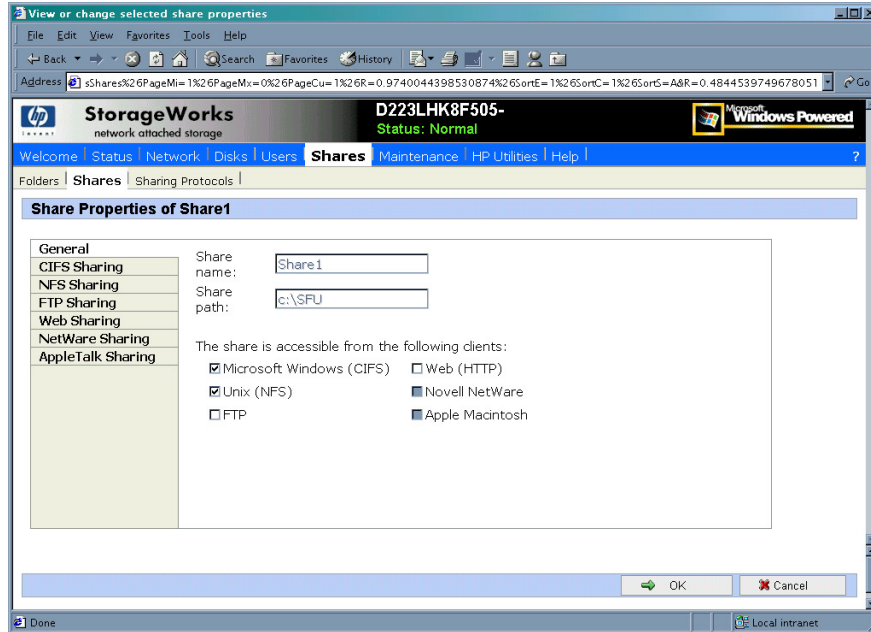 View or change selected share properties
File Edit View Favorites Tools Help
Back Search Favorites History
Address sShares%26PageMi=1%26PageMx=0%26PageCu=1%26R=0.9740044398530874%26SortE=1%26SortC=1%26SortS=A&R=0.4844539749678051 Go
hp StorageWorks D223LHK8F505- Microsoft Windows Powered
invent network attached storage Status: Normal
Welcome Status Network Disks Users Shares Maintenance HP Utilities Help ?
Folders Shares Sharing Protocols
Share Properties of Share1
General
CIFS Sharing
NFS Sharing
FTP Sharing
Web Sharing
NetWare Sharing
AppleTalk Sharing
Share name: Share1
Share path: c:\SFU
The share is accessible from the following clients:
Microsoft Windows (CIFS) Web (HTTP)
Unix (NFS) Novell NetWare
FTP Apple Macintosh
OK Cancel
Done Local intranet